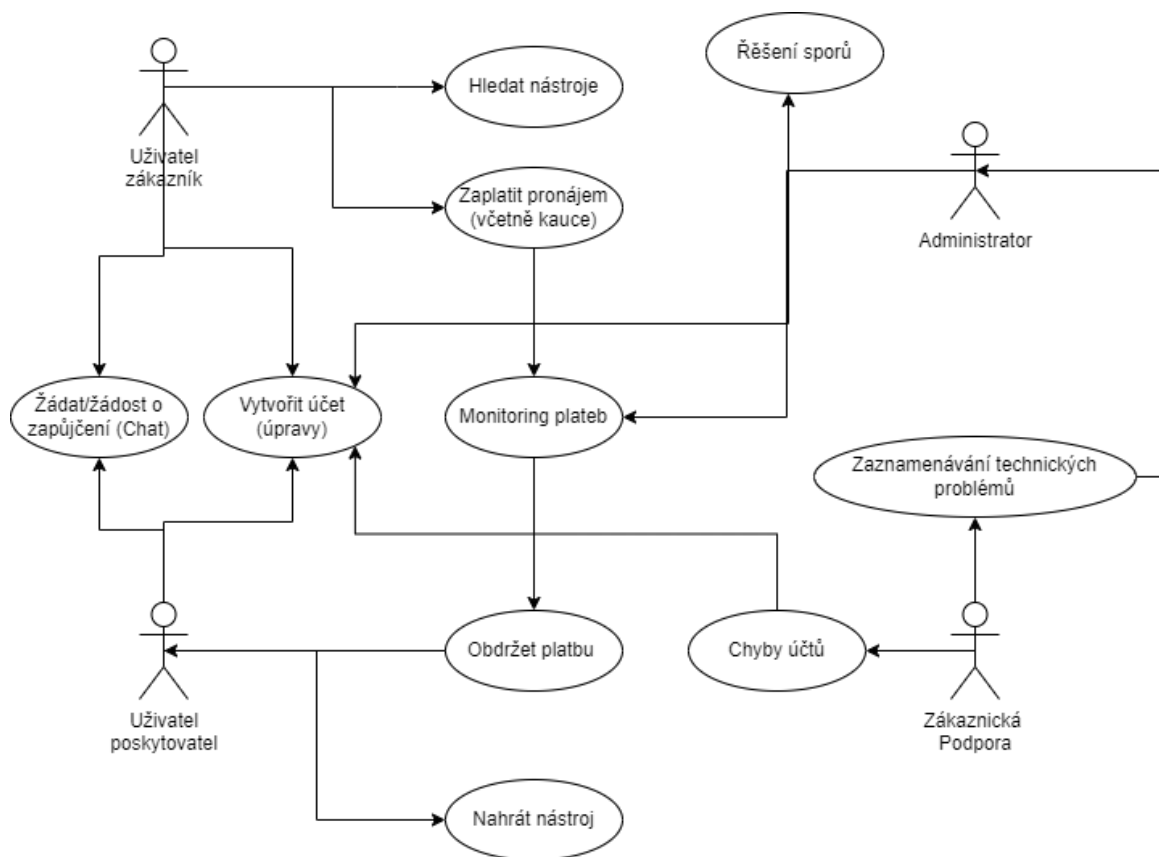 Řěšení sporů
Hledat nástroje
Uživatel
zákazník
Zaplatit pronájem
(včetně kauce)
Administrator
Žádat/žádost o
zapůjčení (Chat)
Vytvořit účet
(úpravy)
Monitoring plateb
Zaznamenávání technických
problémů
Obdržet platbu
Chyby účtů
Uživatel
poskytovatel
Zákaznická
Podpora
Nahrát nástroj